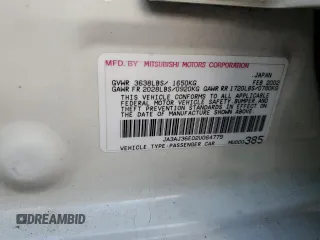 MFD BY MITSUBISHI MOTORS CORPORATION
JAPAN
GVWR 3638LBS/ 1650KG FEB 2002
GAWR FR 2028LBS/0920KG GAWR RR 1720LBS/0780KG
THIS VEHICLE CONFORMS TO ALL APPLICABLE
FEDERAL MOTOR VEHICLE SAFETY, BUMPER,
AND THEFT PREVENTION STANDARDS IN EFFECT
ON THE DATE OF MANUFACTURE SHOWN ABOVE.
JA3AJ36E02U064779
VEHICLE TYPE:PASSENGER CAR 385
© DREAMBID